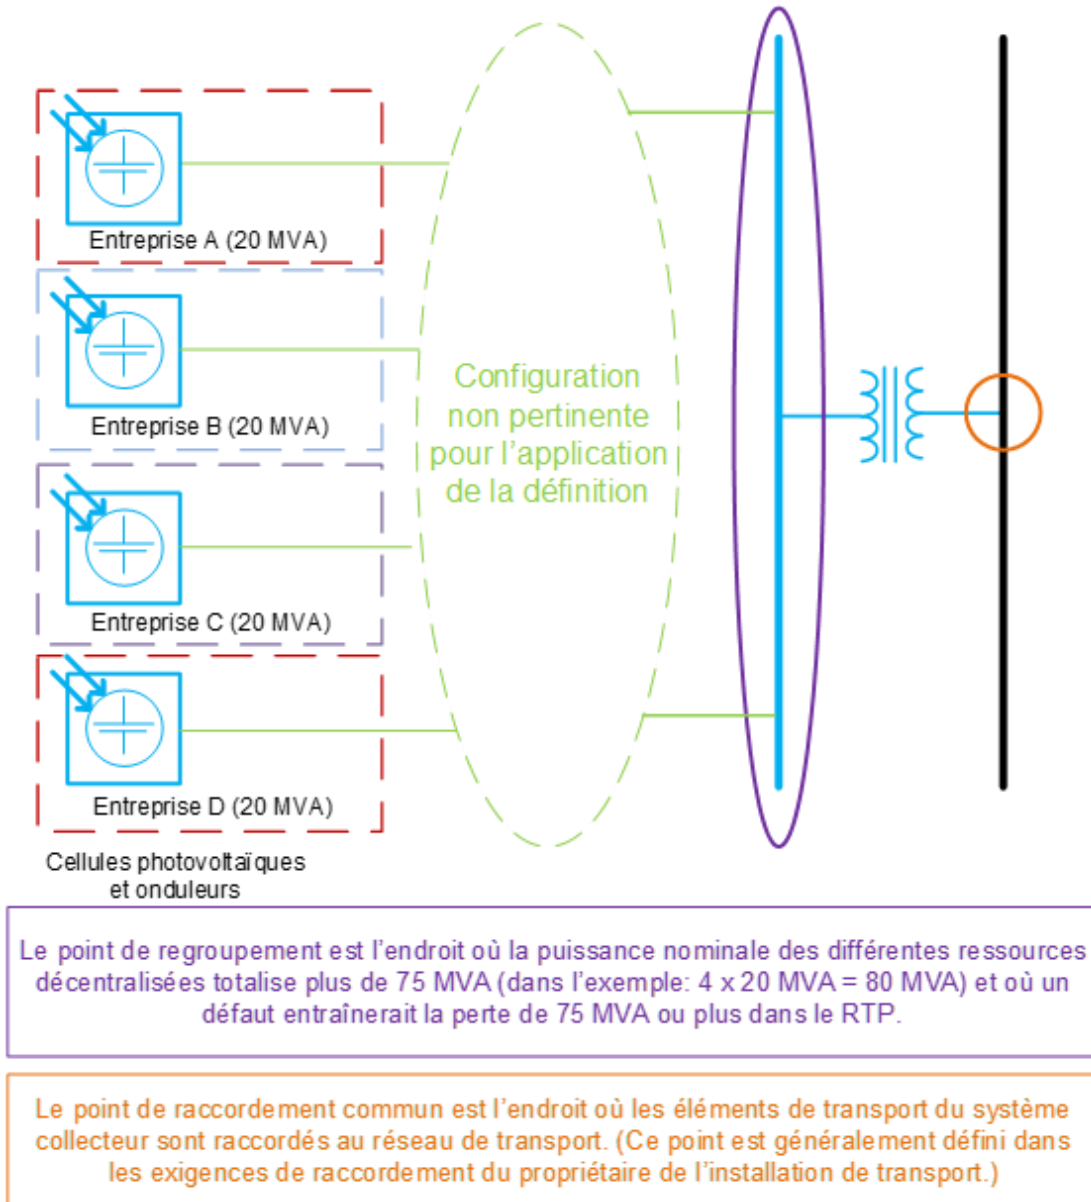 Entreprise A (20 MVA)
Entreprise B (20 MVA)
Entreprise C (20 MVA)
Entreprise D (20 MVA)
Cellules photovoltaïques
et onduleurs
Configuration
non pertinente
pour l’application
de la définition
Le point de regroupement est l’endroit où la puissance nominale des différentes ressources
décentralisées totalise plus de 75 MVA (dans l’exemple: 4 x 20 MVA = 80 MVA) et où un
défaut entraînerait la perte de 75 MVA ou plus dans le RTP.
Le point de raccordement commun est l’endroit où les éléments de transport du système
collecteur sont raccordés au réseau de transport. (Ce point est généralement défini dans
les exigences de raccordement du propriétaire de l’installation de transport.)